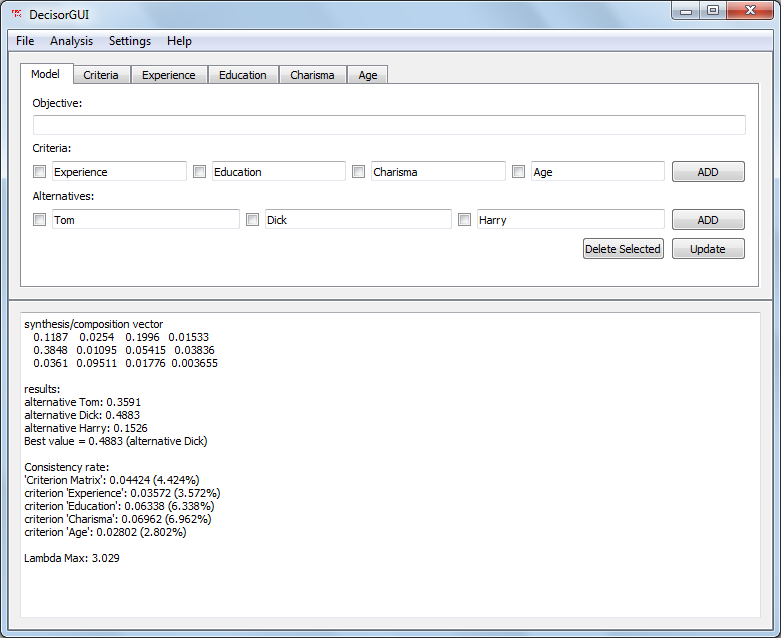 DecisorGUI
File Analysis Settings Help
Model Criteria Experience Education Charisma Age
Objective:
Criteria:
Experience Education Charisma Age ADD
Alternatives:
Tom Dick Harry ADD
Delete Selected Update
synthesis/composition vector
0.1187 0.0254 0.1996 0.01533
0.3848 0.01095 0.05415 0.03836
0.0361 0.09511 0.01776 0.003655
results:
alternative Tom: 0.3591
alternative Dick: 0.4883
alternative Harry: 0.1526
Best value = 0.4883 (alternative Dick)
Consistency rate:
'Criterion Matrix': 0.04424 (4.424%)
criterion 'Experience': 0.03572 (3.572%)
criterion 'Education': 0.06338 (6.338%)
criterion 'Charisma': 0.06962 (6.962%)
criterion 'Age': 0.02802 (2.802%)
Lambda Max: 3.029